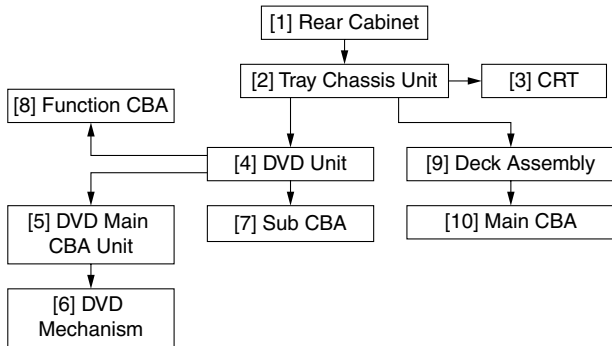 [1] Rear Cabinet
[2] Tray Chassis Unit
[3] CRT
[8] Function CBA
[4] DVD Unit
[9] Deck Assembly
[5] DVD Main
CBA Unit
[7] Sub CBA
[10] Main CBA
[6] DVD
Mechanism